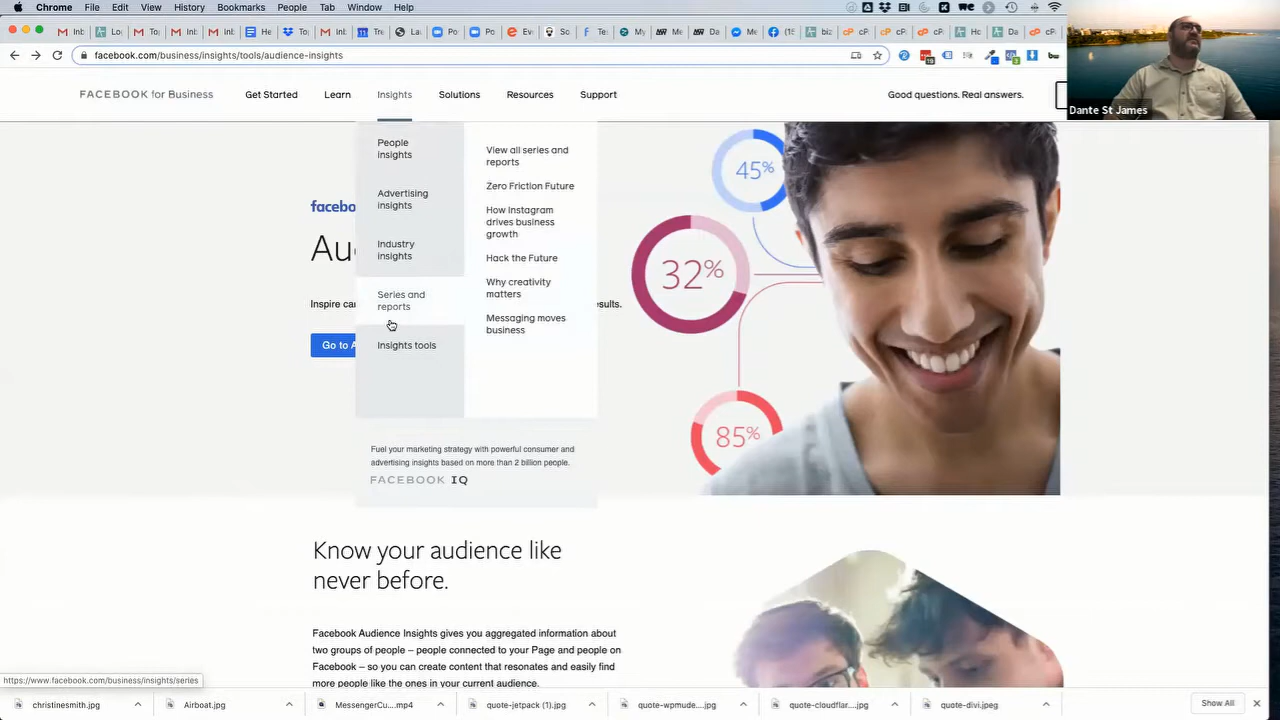 Chrome File Edit View History Bookmarks People Tab Window Help
facebook.com/business/insights/tools/audience-insights
Dante St James
FACEBOOK for Business Get Started Learn Insights Solutions Resources Support Good questions. Real answers.
People
insights
Advertising
insights
Industry
insights
Series and
reports
Insights tools
View all series and
reports
Zero Friction Future
How Instagram
drives business
growth
Hack the Future
Why creativity
matters
Messaging moves
business
Fuel your marketing strategy with powerful consumer and
advertising insights based on more than 2 billion people.
FACEBOOK IQ
facebo
Au
Inspire ca
sults.
Go to A
45%
32%
85%
Know your audience like
never before.
Facebook Audience Insights gives you aggregated information about
two groups of people – people connected to your Page and people on
Facebook – so you can create content that resonates and easily find
more people like the ones in your current audience.
https://www.facebook.com/business/insights/series
christinesmith.jpg Airboat.jpg MessengerCu....mp4 quote-jetpack (1).jpg quote-wpmude....jpg quote-cloudflar....jpg quote-divi.jpeg Show All